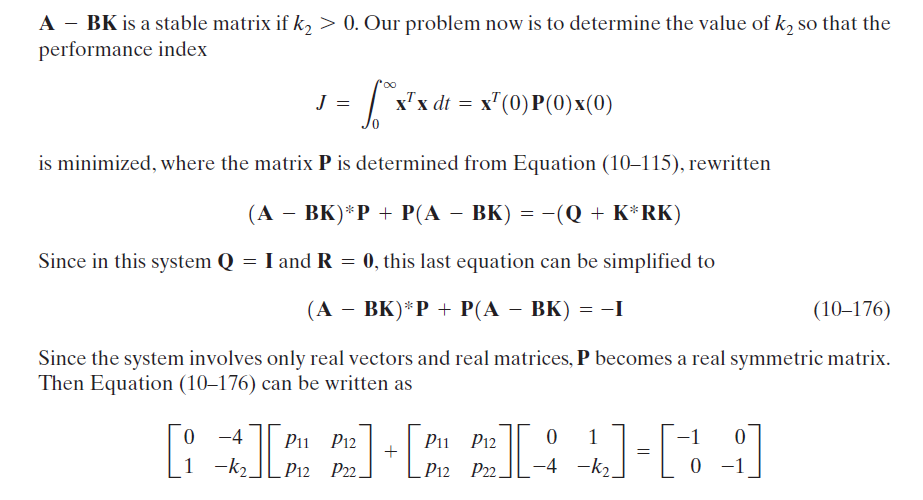 A − BK is a stable matrix if k₂ > 0. Our problem now is to determine the value of k₂ so that the
performance index
J = ∫₀^∞ xᵀx dt = xᵀ(0)P(0)x(0)
is minimized, where the matrix P is determined from Equation (10–115), rewritten
(A − BK)*P + P(A − BK) = −(Q + K*RK)
Since in this system Q = I and R = 0, this last equation can be simplified to
(A − BK)*P + P(A − BK) = −I (10–176)
Since the system involves only real vectors and real matrices, P becomes a real symmetric matrix.
Then Equation (10–176) can be written as
[0 −4; 1 −k₂][p₁₁ p₁₂; p₁₂ p₂₂] + [p₁₁ p₁₂; p₁₂ p₂₂][0 1; −4 −k₂] = [−1 0; 0 −1]